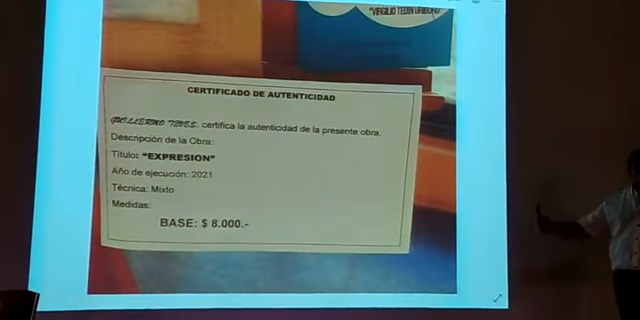 "VIRGILIO TEDIN URIBURU"
CERTIFICADO DE AUTENTICIDAD
GUILLERMO TEVES, certifica la autenticidad de la presente obra.
Descripción de la Obra:
Título: "EXPRESION"
Año de ejecución: 2021
Técnica: Mixto
Medidas:
BASE: $ 8.000.-